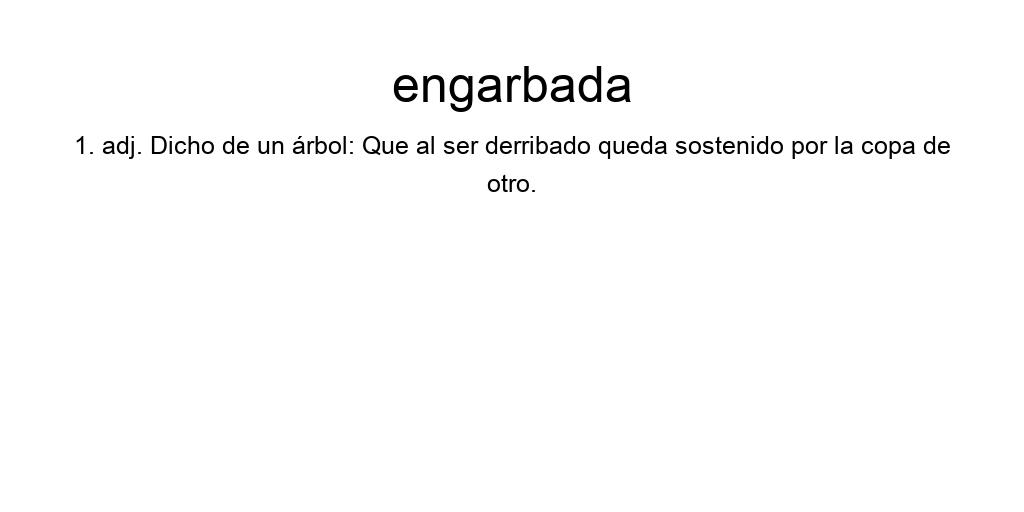 engarbada
1. adj. Dicho de un árbol: Que al ser derribado queda sostenido por la copa de
otro.